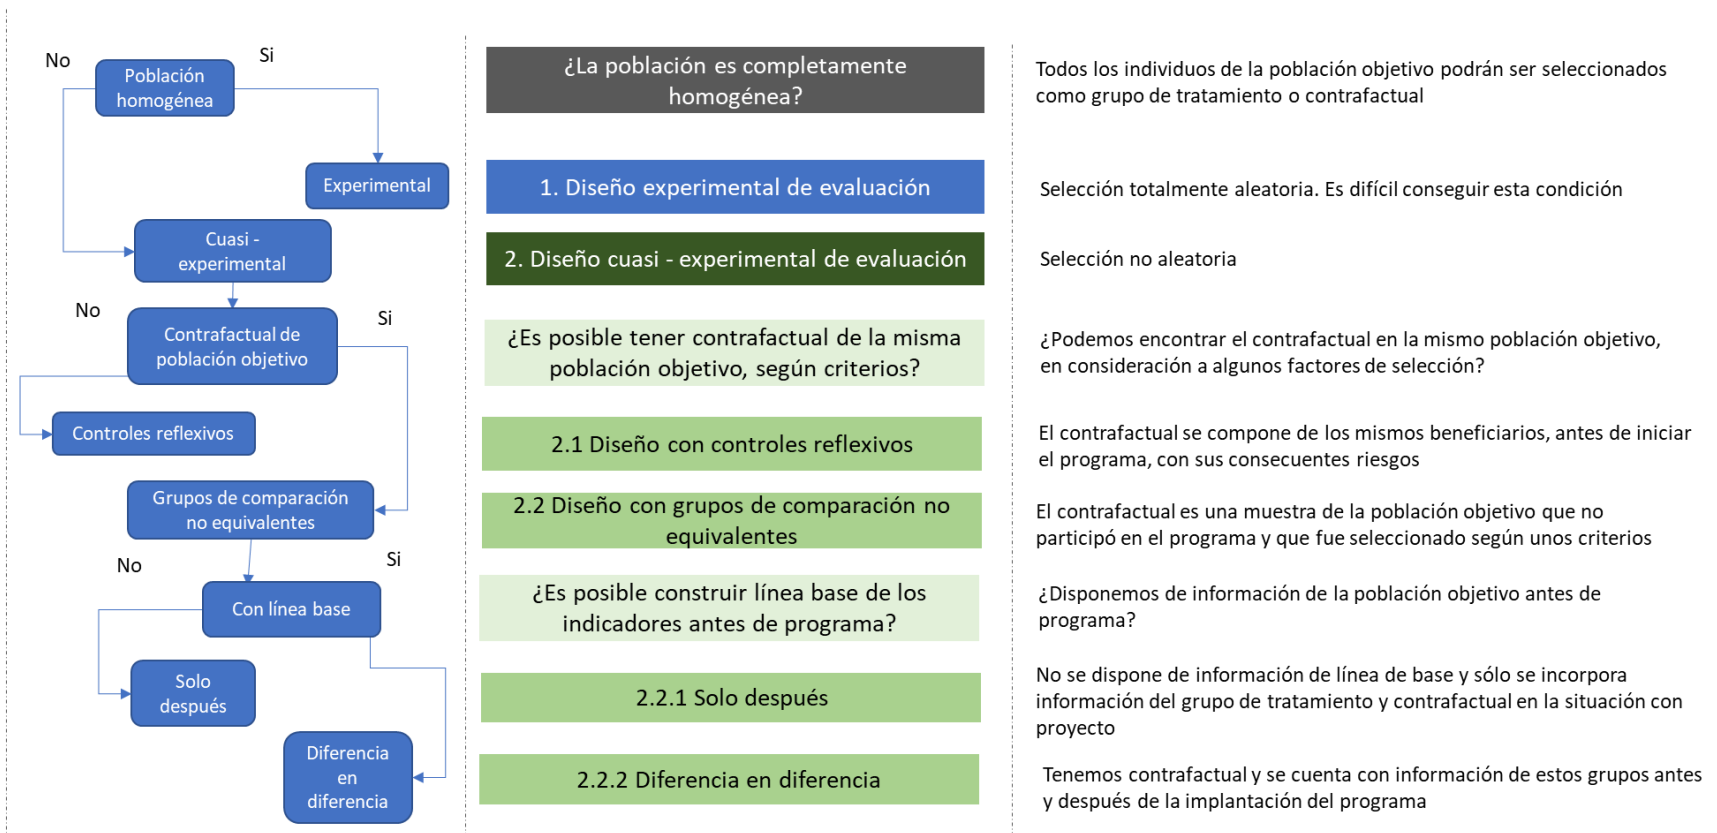 No
Si
Población
homogénea
Experimental
Cuasi -
experimental
No
Si
Contrafactual de
población objetivo
Controles reflexivos
Grupos de comparación
no equivalentes
No
Si
Con línea base
Solo
después
Diferencia
en
diferencia
¿La población es completamente
homogénea?
1. Diseño experimental de evaluación
2. Diseño cuasi - experimental de evaluación
¿Es posible tener contrafactual de la misma
población objetivo, según criterios?
2.1 Diseño con controles reflexivos
2.2 Diseño con grupos de comparación no
equivalentes
¿Es posible construir línea base de los
indicadores antes de programa?
2.2.1 Solo después
2.2.2 Diferencia en diferencia
Todos los individuos de la población objetivo podrán ser seleccionados
como grupo de tratamiento o contrafactual
Selección totalmente aleatoria. Es difícil conseguir esta condición
Selección no aleatoria
¿Podemos encontrar el contrafactual en la mismo población objetivo,
en consideración a algunos factores de selección?
El contrafactual se compone de los mismos beneficiarios, antes de iniciar
el programa, con sus consecuentes riesgos
El contrafactual es una muestra de la población objetivo que no
participó en el programa y que fue seleccionado según unos criterios
¿Disponemos de información de la población objetivo antes de
programa?
No se dispone de información de línea de base y sólo se incorpora
información del grupo de tratamiento y contrafactual en la situación con
proyecto
Tenemos contrafactual y se cuenta con información de estos grupos antes
y después de la implantación del programa